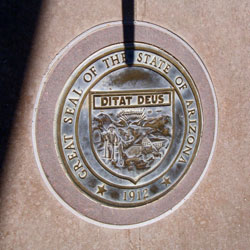 GREAT SEAL OF THE STATE OF ARIZONA
DITAT DEUS
1912